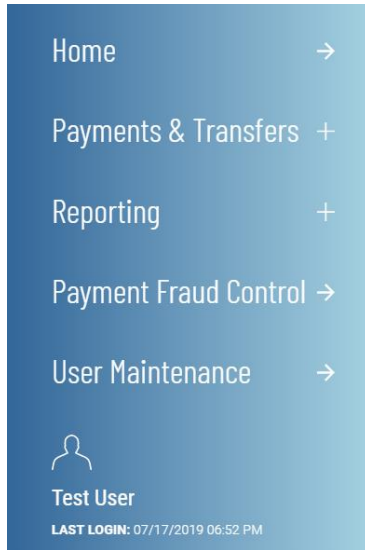 Home
Payments & Transfers
Reporting
Payment Fraud Control
User Maintenance
Test User
LAST LOGIN: 07/17/2019 06:52 PM